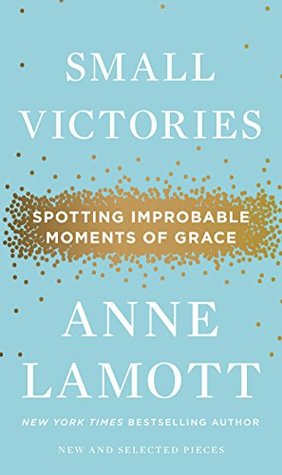 SMALL
VICTORIES
SPOTTING IMPROBABLE
MOMENTS OF GRACE
ANNE
LAMOTT
NEW YORK TIMES BESTSELLING AUTHOR
NEW AND SELECTED PIECES